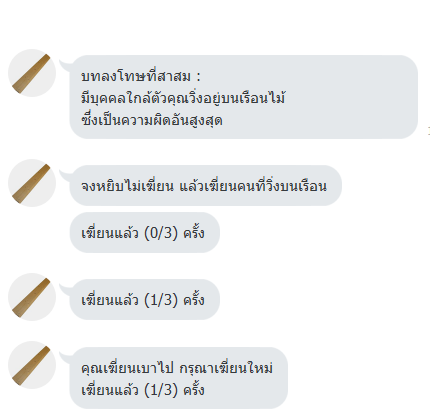 บทลงโทษที่สาสม :
มีบุคคลใกล้ตัวคุณวิ่งอยู่บนเรือนไม้
ซึ่งเป็นความผิดอันสูงสุด
จงหยิบไม้เฆี่ยน แล้วเฆี่ยนคนที่วิ่งบนเรือน
เฆี่ยนแล้ว (0/3) ครั้ง
เฆี่ยนแล้ว (1/3) ครั้ง
คุณเฆี่ยนเบาไป กรุณาเฆี่ยนใหม่
เฆี่ยนแล้ว (1/3) ครั้ง